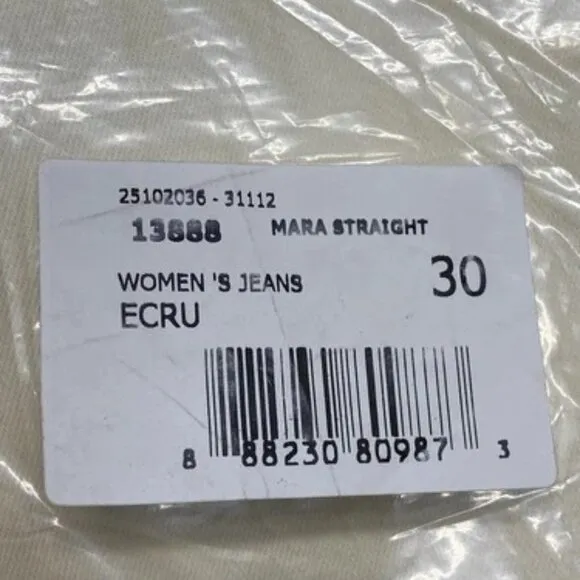 25102036 - 31112
13888 MARA STRAIGHT
WOMEN 'S JEANS 30
ECRU
8 88230 80987 3